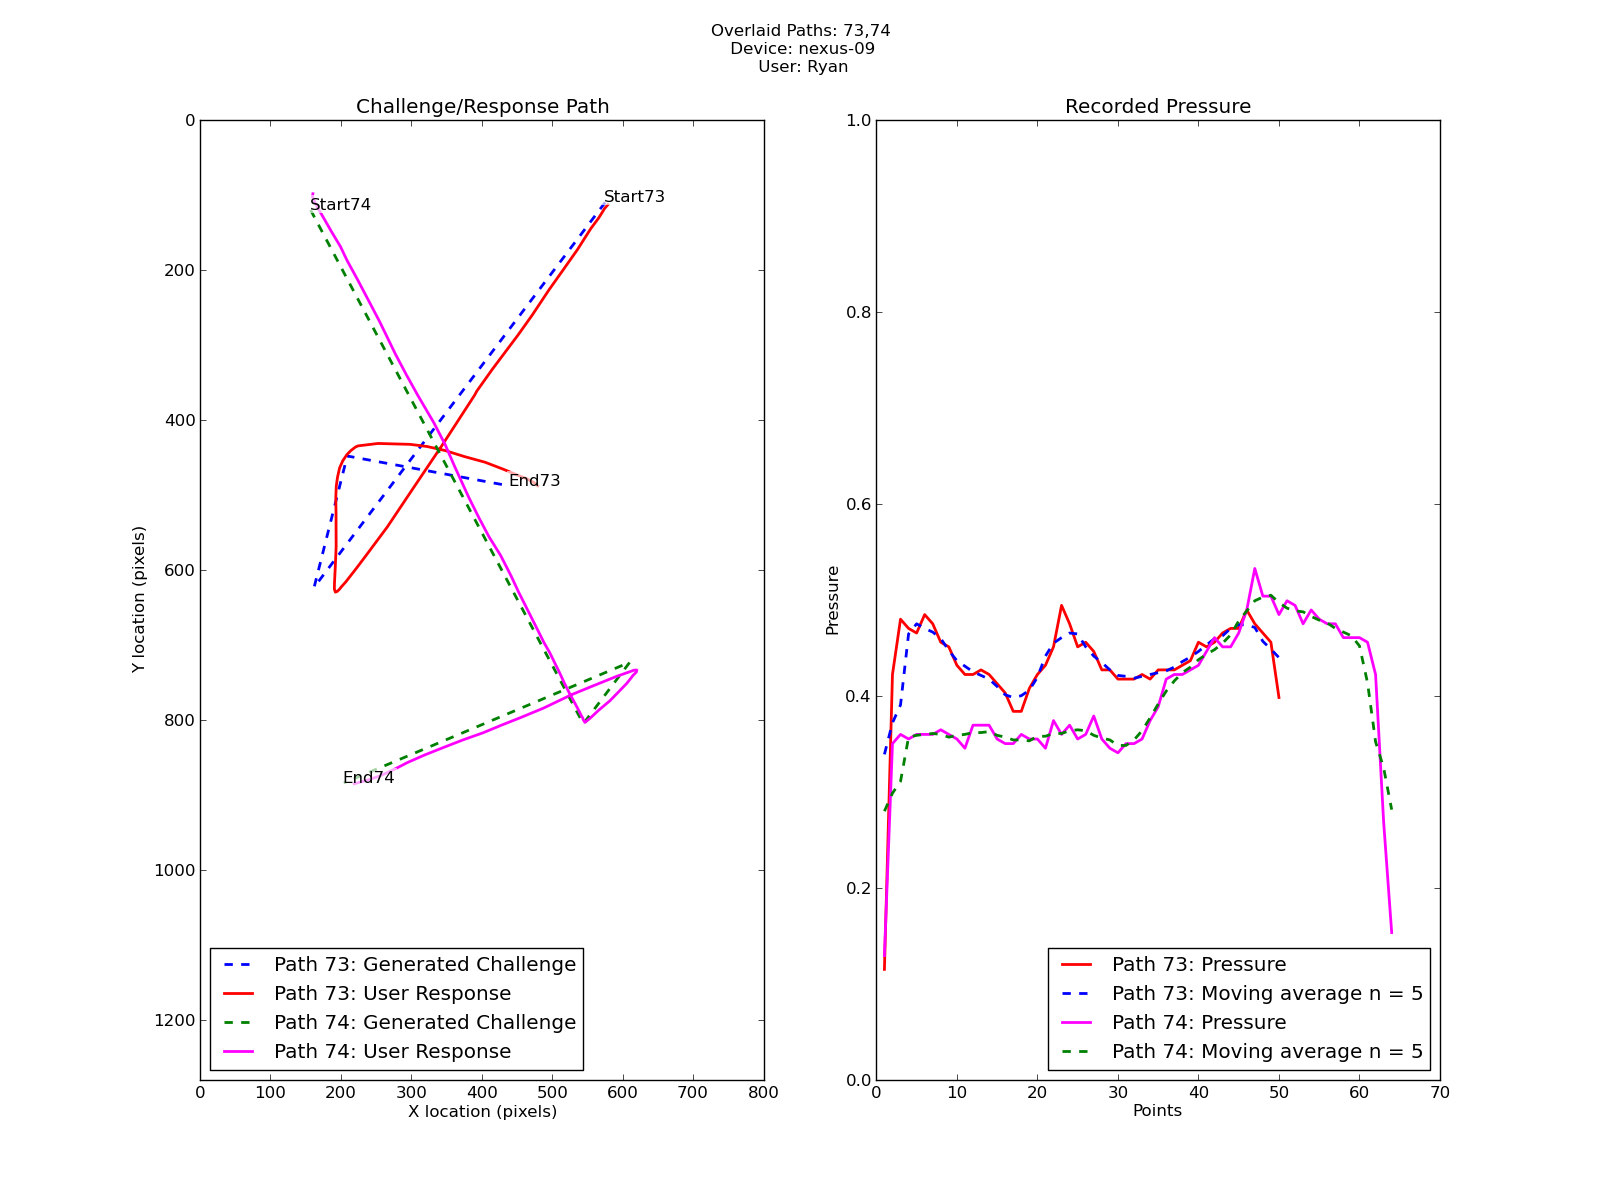 Overlaid Paths: 73,74
Device: nexus-09
User: Ryan
Challenge/Response Path
0
200
400
600
800
1000
1200
Y location (pixels)
Start74
Start73
End73
End74
Path 73: Generated Challenge
Path 73: User Response
Path 74: Generated Challenge
Path 74: User Response
0 100 200 300 400 500 600 700 800
X location (pixels)
Recorded Pressure
1.0
0.8
0.6
0.4
0.2
0.0
Pressure
Path 73: Pressure
Path 73: Moving average n = 5
Path 74: Pressure
Path 74: Moving average n = 5
0 10 20 30 40 50 60 70
Points